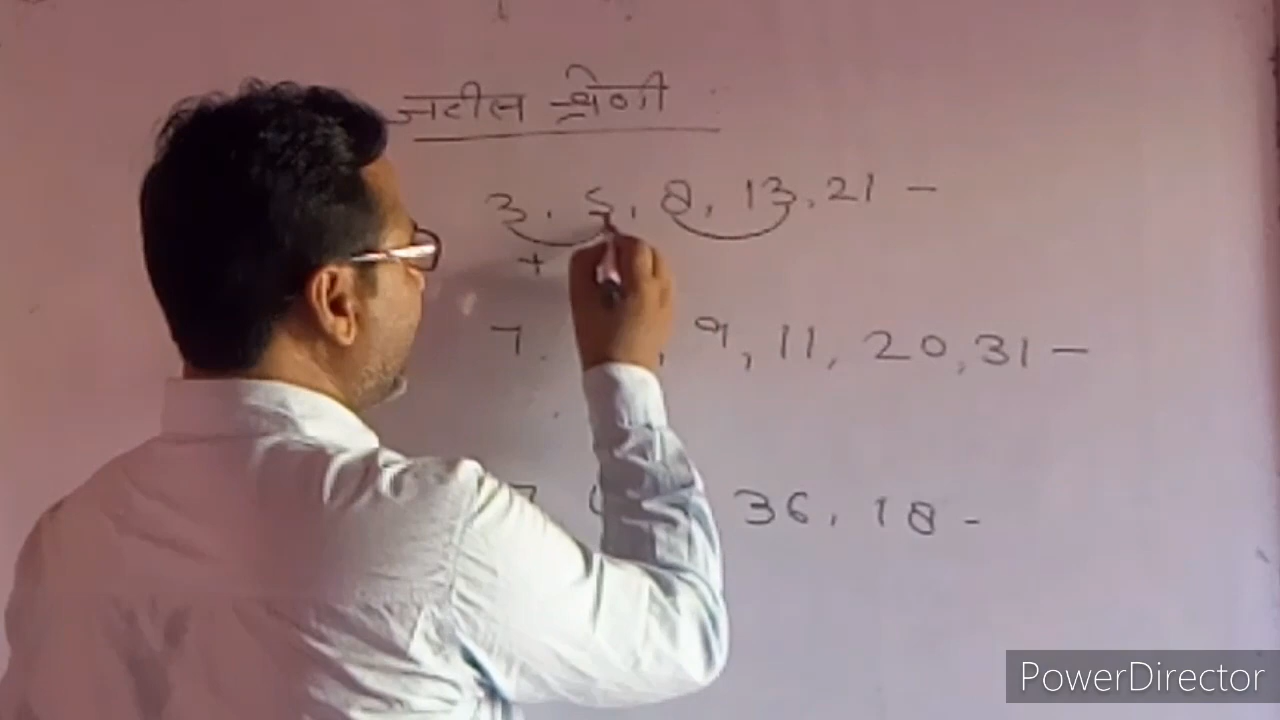 जटील श्रेणी
3, 5, 8, 13, 21 -
+
7, 9, 11, 20, 31 -
36, 18 -
PowerDirector